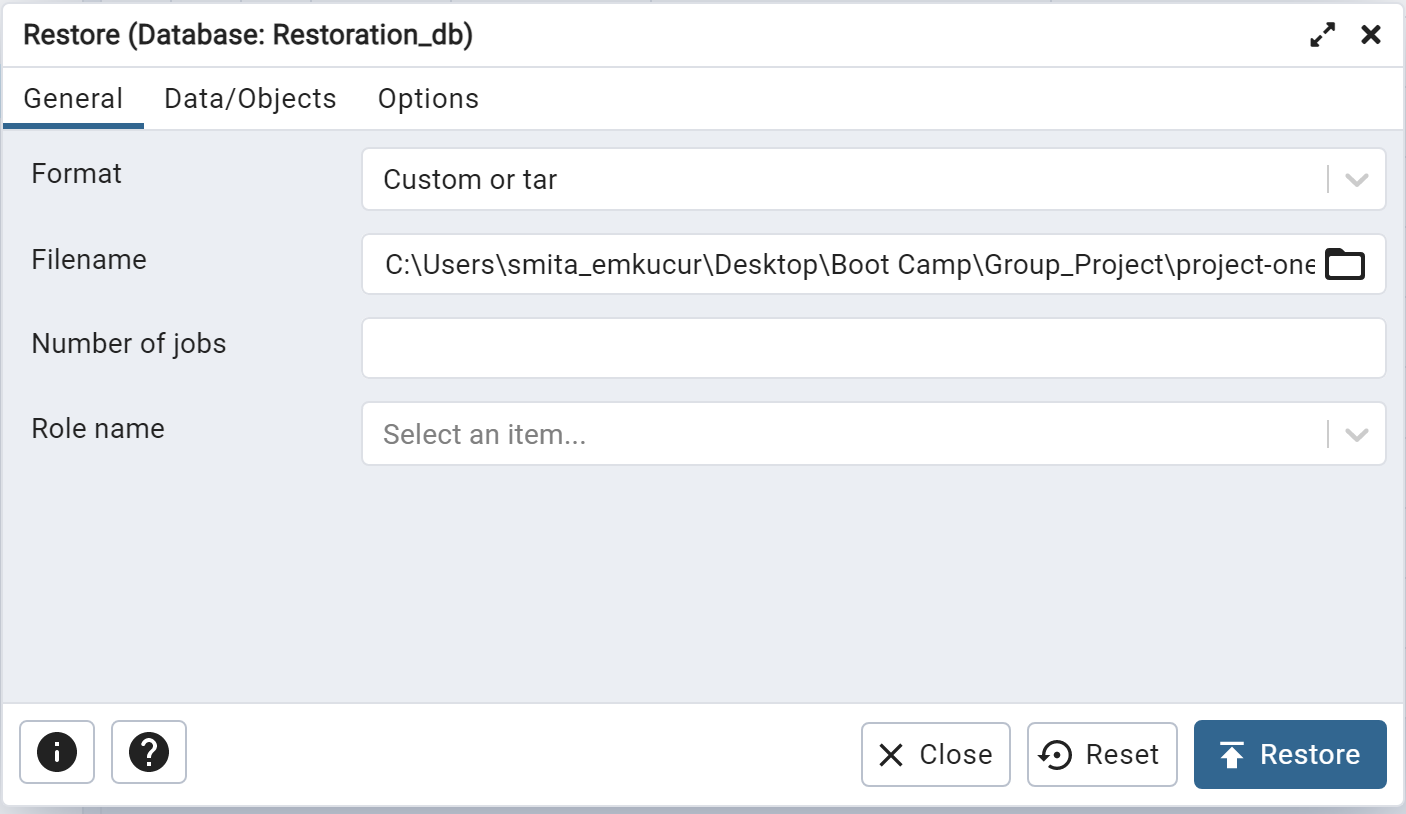 Restore (Database: Restoration_db)
General Data/Objects Options
Format Custom or tar
Filename C:\Users\smita_emkucur\Desktop\Boot Camp\Group_Project\project-one
Number of jobs
Role name Select an item...
Close Reset Restore